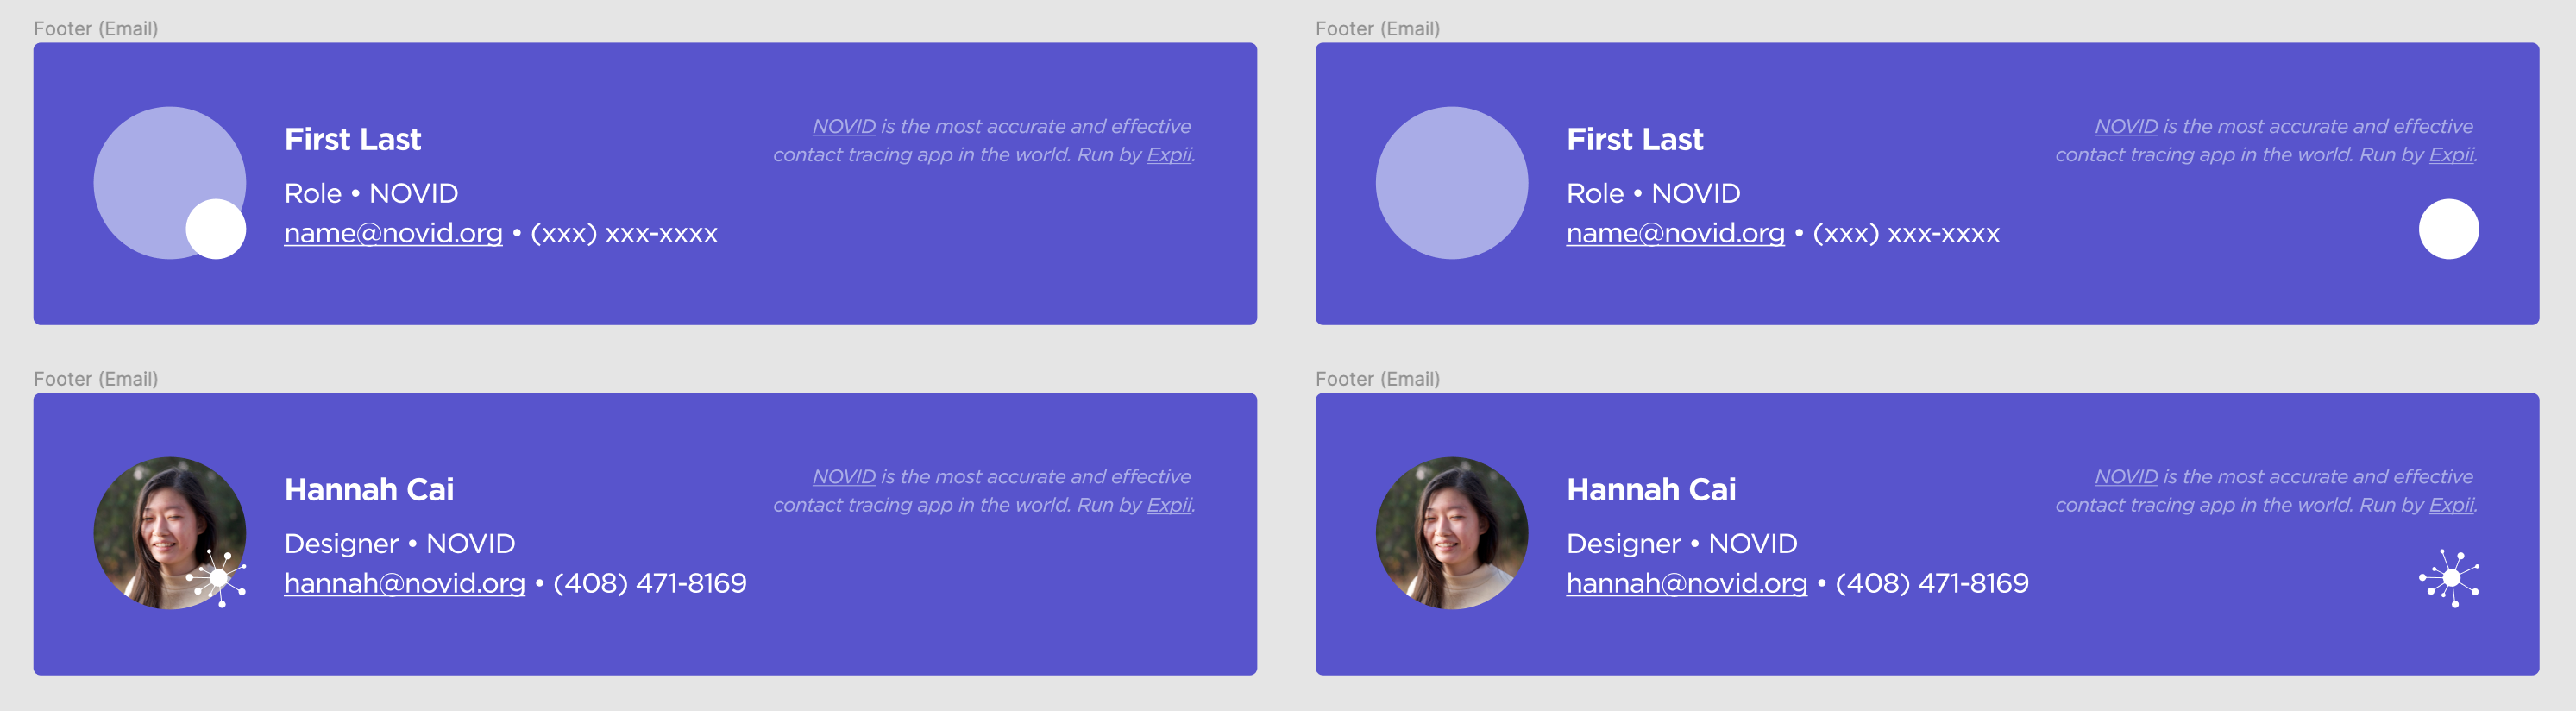 Footer (Email)
First Last
Role • NOVID
name@novid.org • (xxx) xxx-xxxx
NOVID is the most accurate and effective
contact tracing app in the world. Run by Expii.
Footer (Email)
First Last
Role • NOVID
name@novid.org • (xxx) xxx-xxxx
NOVID is the most accurate and effective
contact tracing app in the world. Run by Expii.
Footer (Email)
Hannah Cai
Designer • NOVID
hannah@novid.org • (408) 471-8169
NOVID is the most accurate and effective
contact tracing app in the world. Run by Expii.
Footer (Email)
Hannah Cai
Designer • NOVID
hannah@novid.org • (408) 471-8169
NOVID is the most accurate and effective
contact tracing app in the world. Run by Expii.